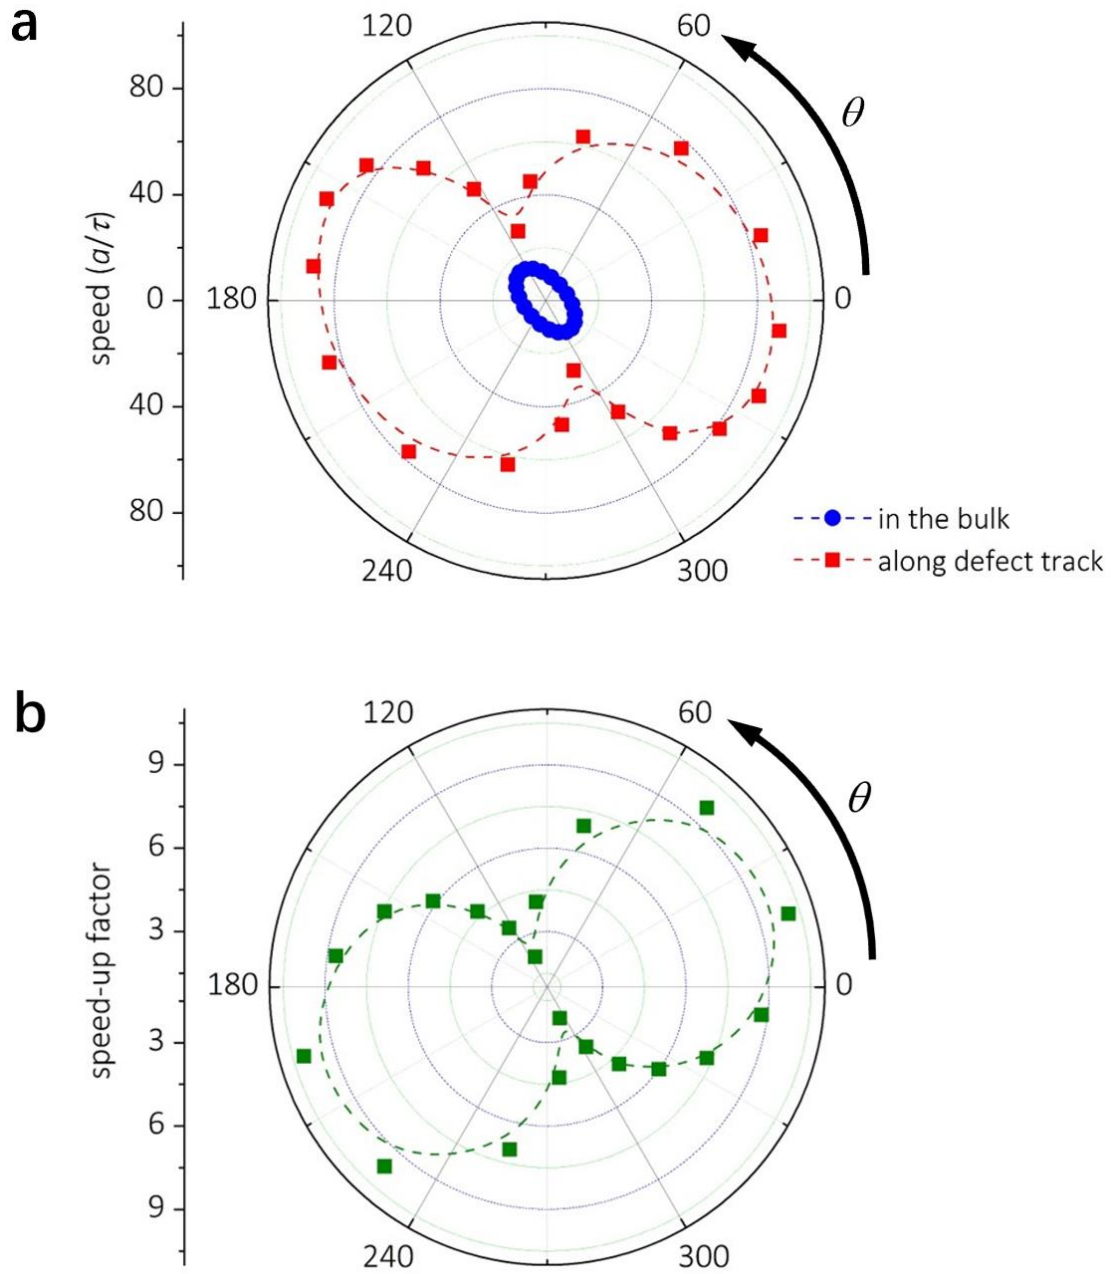 a
120
60
θ
80
40
0
40
80
speed (a/τ)
180
0
240
300
in the bulk
along defect track
b
120
60
θ
9
6
3
3
6
9
speed-up factor
180
0
240
300